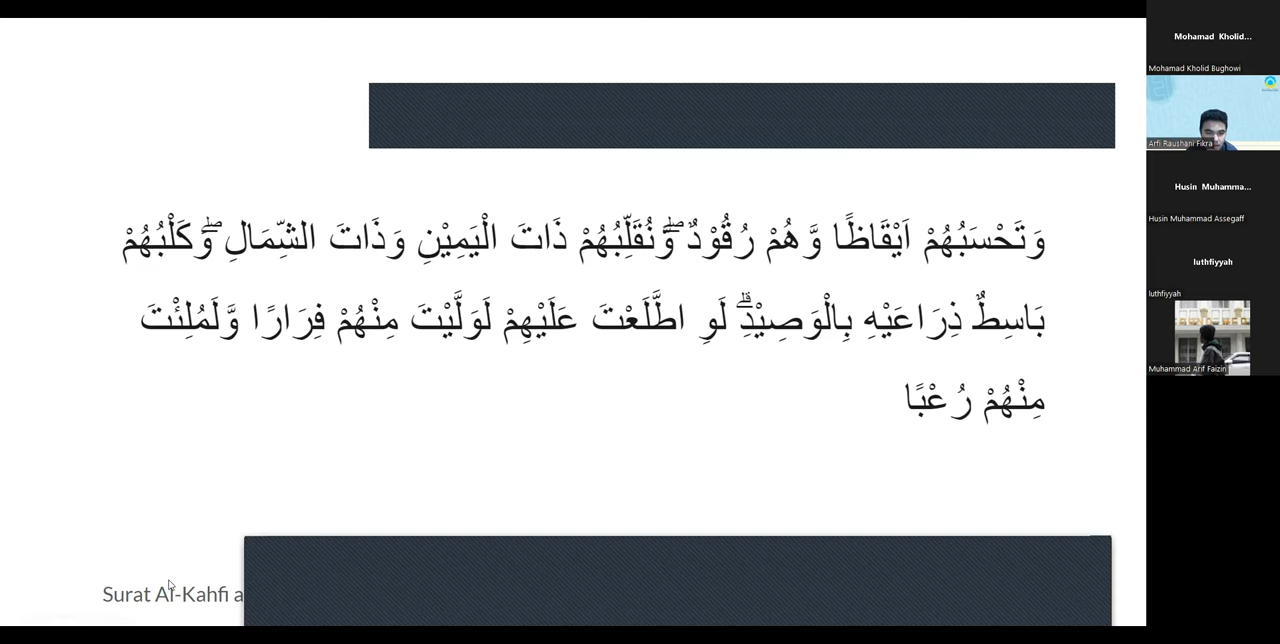 وَتَحْسَبُهُمْ اَيْقَاظًا وَّهُمْ رُقُوْدٌ ۖوَّنُقَلِّبُهُمْ ذَاتَ الْيَمِيْنِ وَذَاتَ الشِّمَالِ ۖوَكَلْبُهُمْ
بَاسِطٌ ذِرَاعَيْهِ بِالْوَصِيْدِۗ لَوِ اطَّلَعْتَ عَلَيْهِمْ لَوَلَّيْتَ مِنْهُمْ فِرَارًا وَّلَمُلِئْتَ
مِنْهُمْ رُعْبًا
Surat Al-Kahfi a
Mohamad Kholid...
Mohamad Kholid Bughowi
Arfi Raushani Fikra
Husin Muhamma...
Husin Muhammad Assegaff
luthfiyyah
luthfiyyah
Muhammad Arif Faizin